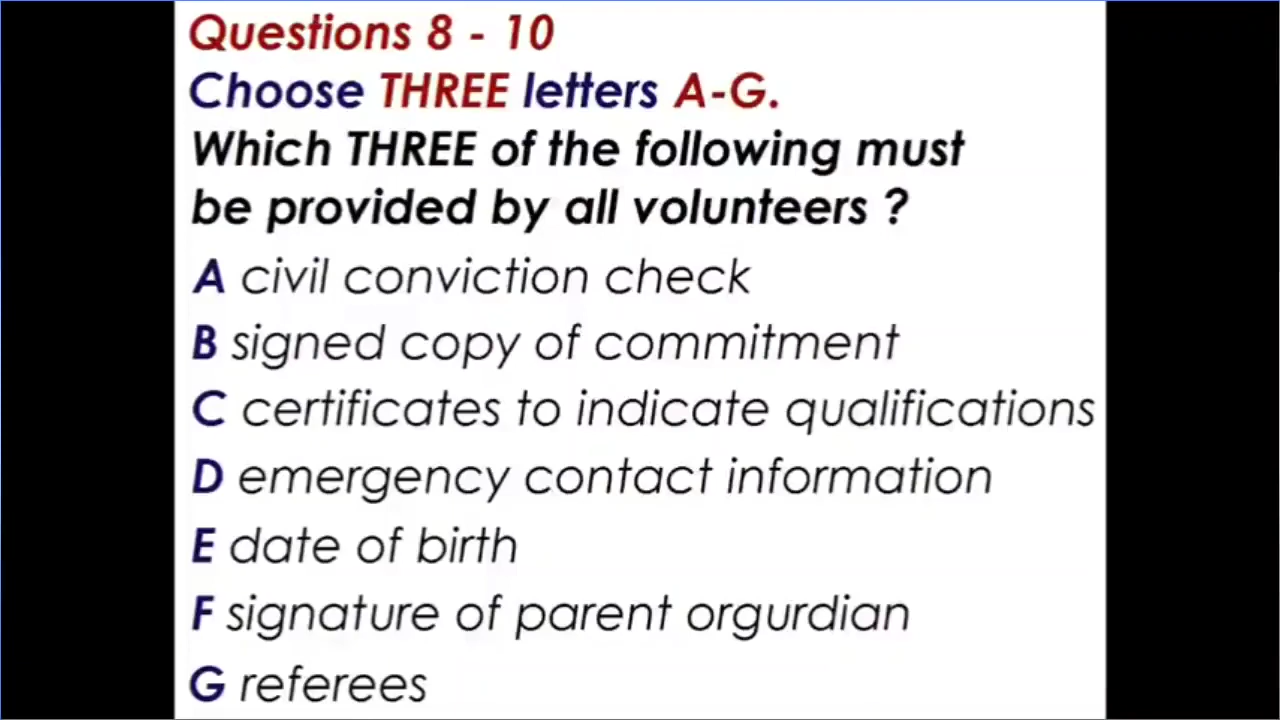 Questions 8 - 10
Choose THREE letters A-G.
Which THREE of the following must
be provided by all volunteers ?
A civil conviction check
B signed copy of commitment
C certificates to indicate qualifications
D emergency contact information
E date of birth
F signature of parent orgurdian
G referees